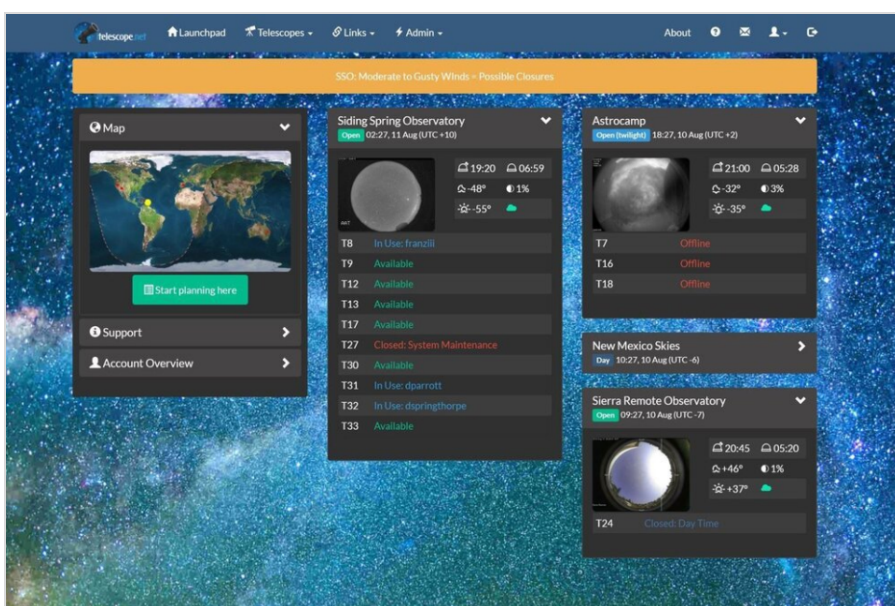 telescope.net Launchpad Telescopes Links Admin About
SSO: Moderate to Gusty Winds = Possible Closures
Map
Start planning here
Support
Account Overview
Siding Spring Observatory
Open 02:27, 11 Aug (UTC +10)
19:20 06:59
-48° 1%
-55°
T8 In Use: franzili
T9 Available
T12 Available
T13 Available
T17 Available
T27 Closed: System Maintenance
T30 Available
T31 In Use: dparrott
T32 In Use: dspringthorpe
T33 Available
Astrocamp
Open (twilight) 18:27, 10 Aug (UTC +2)
21:00 05:28
-32° 3%
-35°
T7 Offline
T16 Offline
T18 Offline
New Mexico Skies
Day 10:27, 10 Aug (UTC -6)
Sierra Remote Observatory
Open 09:27, 10 Aug (UTC -7)
20:45 05:20
+46° 1%
+37°
T24 Closed: Day Time